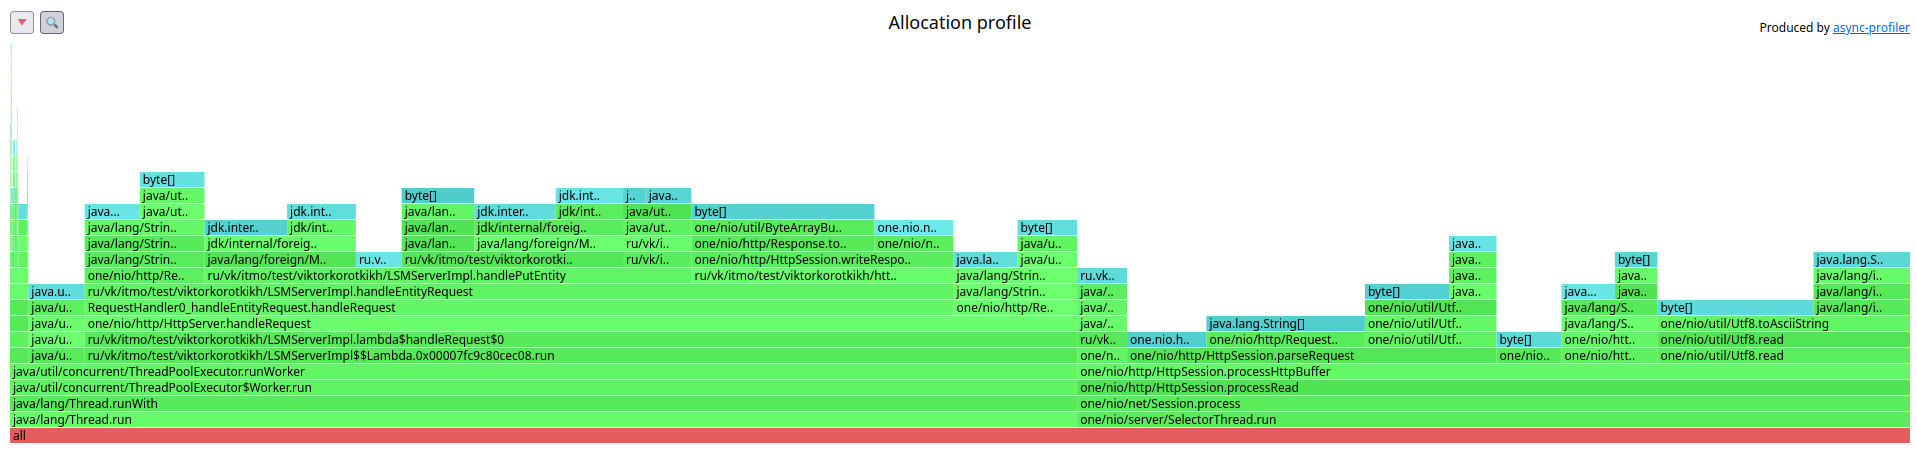 Allocation profile
Produced by async-profiler
byte[]
java/ut..
byte[]
jdk.int..
j..
java..
java...
java/ut..
jdk.int..
java/lan..
jdk.inter..
jdk/int..
java/ut..
byte[]
java/lang/Strin..
jdk.inter..
jdk/int..
java/lan..
jdk/internal/foreig..
java/ut..
one/nio/util/ByteArrayBu..
one.nio.n..
byte[]
java/lang/Strin..
jdk/internal/foreig..
java/lan..
java/lang/foreign/M..
ru/vk/i..
one/nio/http/Response.to..
one/nio/n..
java/u..
java..
java/lang/Strin..
java/lang/foreign/M..
ru.v..
ru/vk/itmo/test/viktorkorotki..
ru/vk/i..
one/nio/http/HttpSession.writeRespo..
java.la..
java/u..
java..
byte[]
java.lang.S..
one/nio/http/Re..
ru/vk/itmo/test/viktorkorotkikh/LSMServerImpl.handlePutEntity
ru/vk/itmo/test/viktorkorotkikh/htt..
java/lang/Strin..
ru.vk..
java..
java..
java/lang/i..
java.u..
ru/vk/itmo/test/viktorkorotkikh/LSMServerImpl.handleEntityRequest
java/lang/Strin..
java/..
byte[]
java..
java...
java..
java/lang/i..
java/u..
RequestHandler0_handleEntityRequest.handleRequest
one/nio/http/Re..
java/..
one/nio/util/Utf..
java/lang/S..
byte[]
java/lang/i..
java/u..
one/nio/http/HttpServer.handleRequest
java/..
java.lang.String[]
one/nio/util/Utf..
java/lang/S..
one/nio/util/Utf8.toAsciiString
java/u..
ru/vk/itmo/test/viktorkorotkikh/LSMServerImpl.lambda$handleRequest$0
ru/vk..
one.nio.h..
one/nio/http/Request..
one/nio/util/Utf..
byte[]
one/nio/htt..
one/nio/util/Utf8.read
java/u..
ru/vk/itmo/test/viktorkorotkikh/LSMServerImpl$$Lambda.0x00007fc9c80cec08.run
one/n..
one/nio/http/HttpSession.parseRequest
one/nio..
one/nio/htt..
one/nio/util/Utf8.read
java/util/concurrent/ThreadPoolExecutor.runWorker
one/nio/http/HttpSession.processHttpBuffer
java/util/concurrent/ThreadPoolExecutor$Worker.run
one/nio/http/HttpSession.processRead
java/lang/Thread.runWith
one/nio/net/Session.process
java/lang/Thread.run
one/nio/server/SelectorThread.run
all